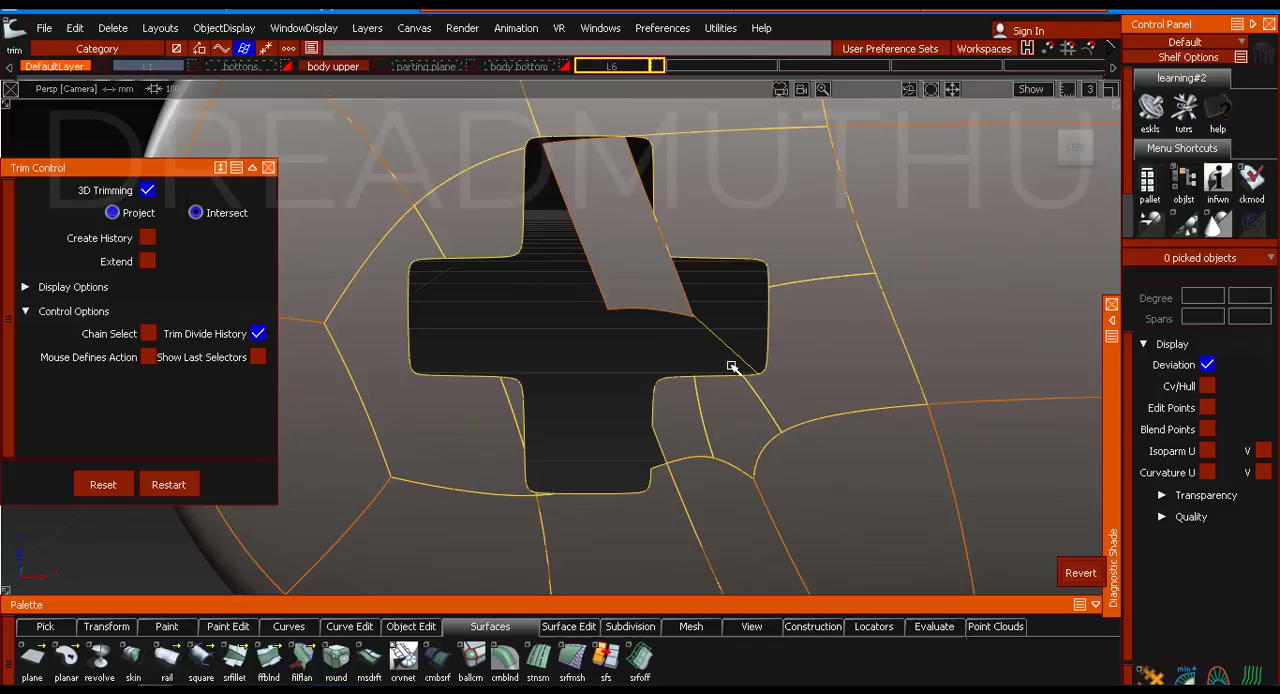 File Edit Delete Layouts ObjectDisplay WindowDisplay Layers Canvas Render Animation VR Windows Preferences Utilities Help
Sign In
trim Category User Preference Sets Workspaces
DefaultLayer L1 bottons body upper parting plane body bottom L6
Persp [Camera] mm 100 Show 3
DREADMUTHU
LEFT
Trim Control
3D Trimming
Project Intersect
Create History
Extend
Display Options
Control Options
Chain Select Trim Divide History
Mouse Defines Action Show Last Selectors
Reset Restart
Control Panel
Default
Shelf Options
learning#2
eskls tutrs help
Menu Shortcuts
pallet objlst infwn ckmod
0 picked objects
Degree
Spans
Display
Deviation
Cv/Hull
Edit Points
Blend Points
Isoparm U V
Curvature U V
Transparency
Quality
Diagnostic Shade
Revert
Palette
Pick Transform Paint Paint Edit Curves Curve Edit Object Edit Surfaces Surface Edit Subdivision Mesh View Construction Locators Evaluate Point Clouds
plane planar revolve skin rail square srfillet ffblnd filflan round msdrft crvnet cmbsrf ballcrn cmblnd stnsrn srfmsh sfs srfoff
min